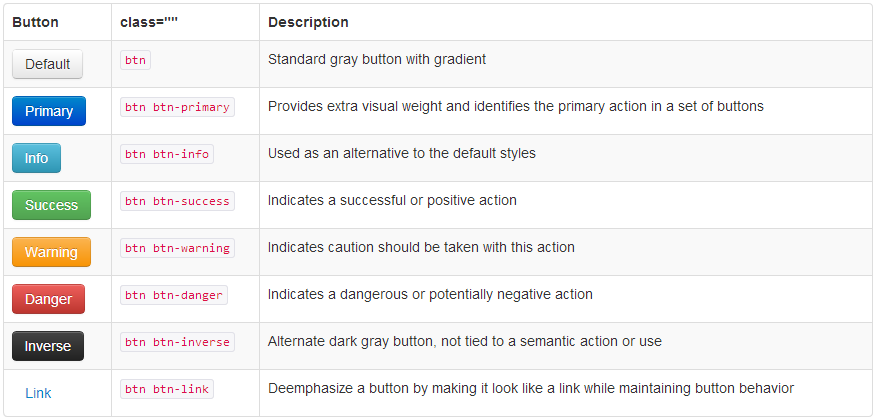 Button class="" Description
Default btn Standard gray button with gradient
Primary btn btn-primary Provides extra visual weight and identifies the primary action in a set of buttons
Info btn btn-info Used as an alternative to the default styles
Success btn btn-success Indicates a successful or positive action
Warning btn btn-warning Indicates caution should be taken with this action
Danger btn btn-danger Indicates a dangerous or potentially negative action
Inverse btn btn-inverse Alternate dark gray button, not tied to a semantic action or use
Link btn btn-link Deemphasize a button by making it look like a link while maintaining button behavior